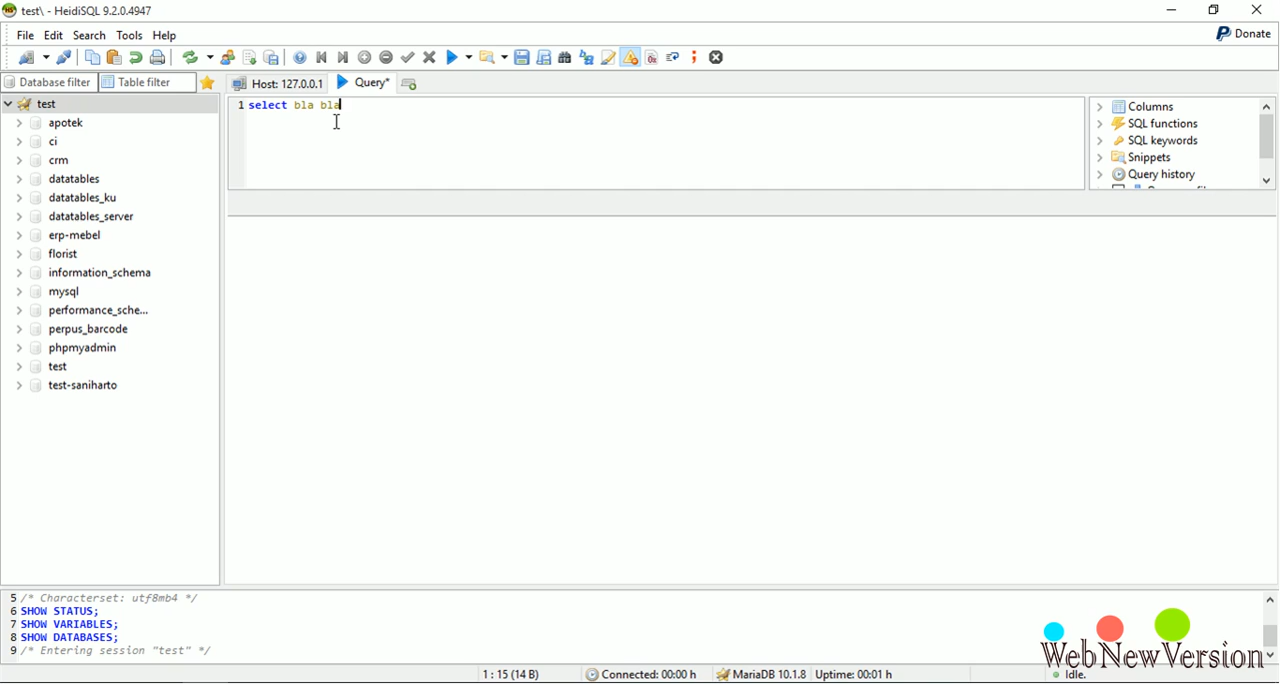 test\ - HeidiSQL 9.2.0.4947
File Edit Search Tools Help
Donate
Database filter Table filter
Host: 127.0.0.1 Query*
test
apotek
ci
crm
datatables
datatables_ku
datatables_server
erp-mebel
florist
information_schema
mysql
performance_sche...
perpus_barcode
phpmyadmin
test
test-saniharto
1 select bla bla
Columns
SQL functions
SQL keywords
Snippets
Query history
5 /* Characterset: utf8mb4 */
6 SHOW STATUS;
7 SHOW VARIABLES;
8 SHOW DATABASES;
9 /* Entering session "test" */
WebNewVersion
1 : 15 (14 B) Connected: 00:00 h MariaDB 10.1.8 Uptime: 00:01 h Idle.